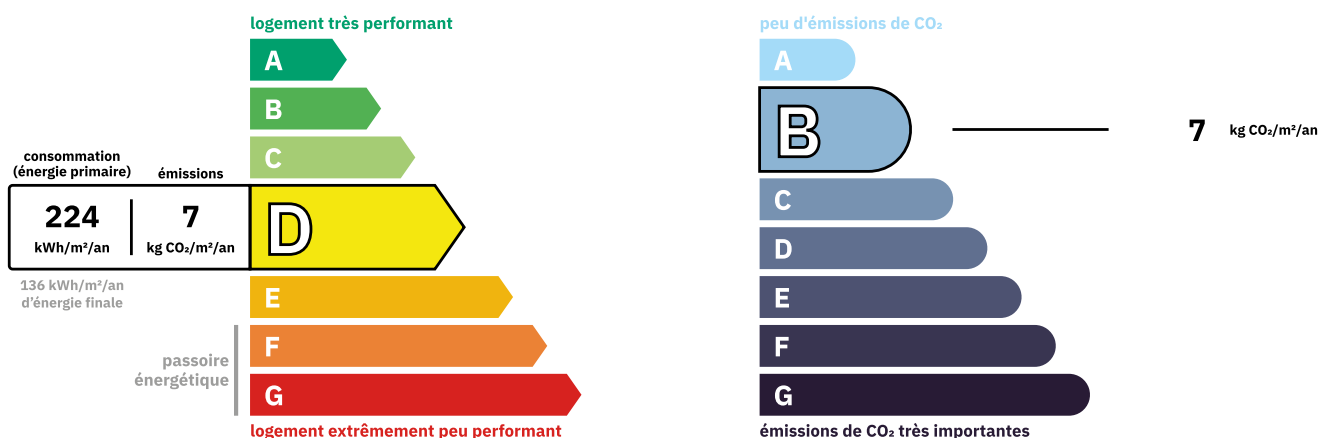 logement très performant
A
B
C
consommation
(énergie primaire)
émissions
224
kWh/m²/an
7
kg CO₂/m²/an
D
136 kWh/m²/an
d'énergie finale
E
F
passoire
énergétique
G
logement extrêmement peu performant
peu d'émissions de CO₂
A
B
7 kg CO₂/m²/an
C
D
E
F
G
émissions de CO₂ très importantes